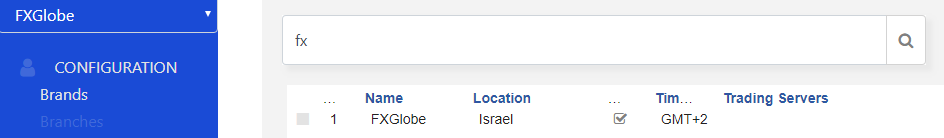 FXGlobe
CONFIGURATION
Brands
Branches
fx
... Name Location ... Tim... Trading Servers
1 FXGlobe Israel GMT+2